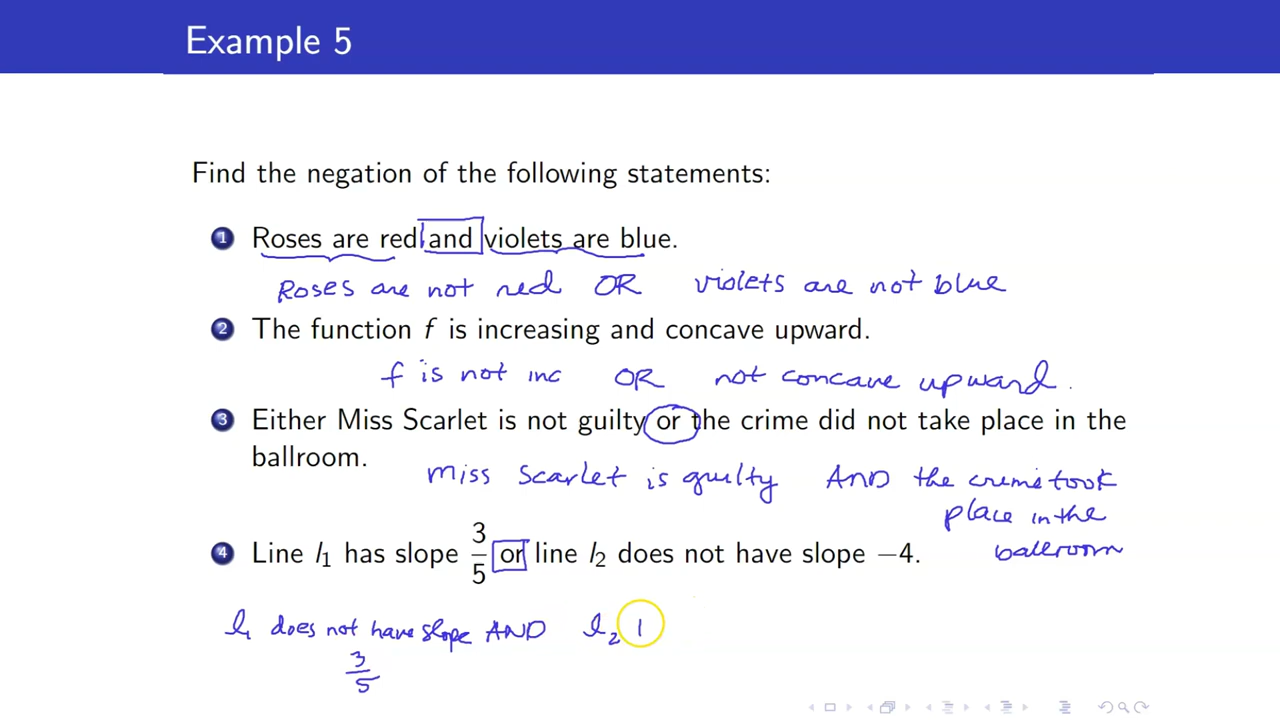 Example 5
Find the negation of the following statements:
1 Roses are red and violets are blue.
Roses are not red OR violets are not blue
2 The function f is increasing and concave upward.
f is not inc OR not concave upward.
3 Either Miss Scarlet is not guilty or the crime did not take place in the
ballroom.
Miss Scarlet is guilty AND the crime took
place in the
ballroom
4 Line l₁ has slope 3/5 or line l₂ does not have slope −4.
l₁ does not have slope AND l₂
3/5